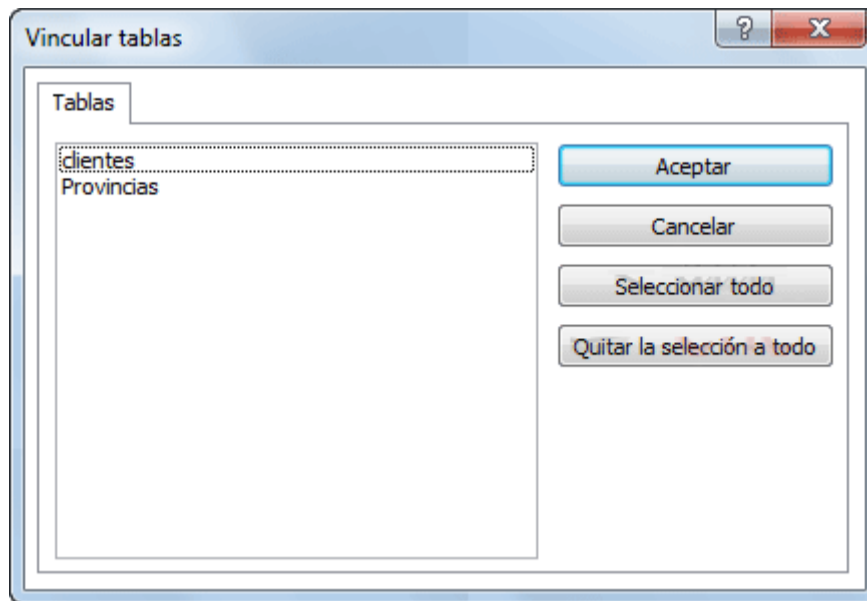 Vincular tablas
Tablas
clientes
Provincias
Aceptar
Cancelar
Seleccionar todo
Quitar la selección a todo